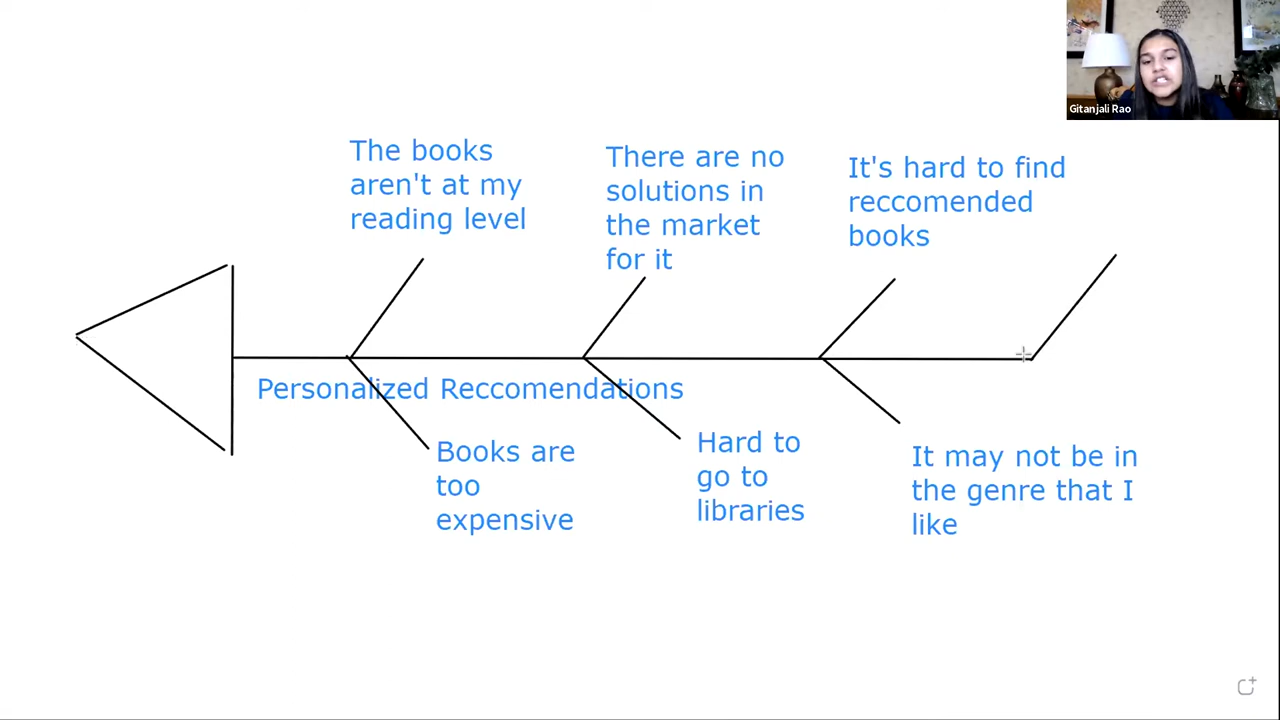 Gitanjali Rao
The books
aren't at my
reading level
There are no
solutions in
the market
for it
It's hard to find
reccomended
books
Personalized Reccomendations
Books are
too
expensive
Hard to
go to
libraries
It may not be in
the genre that I
like